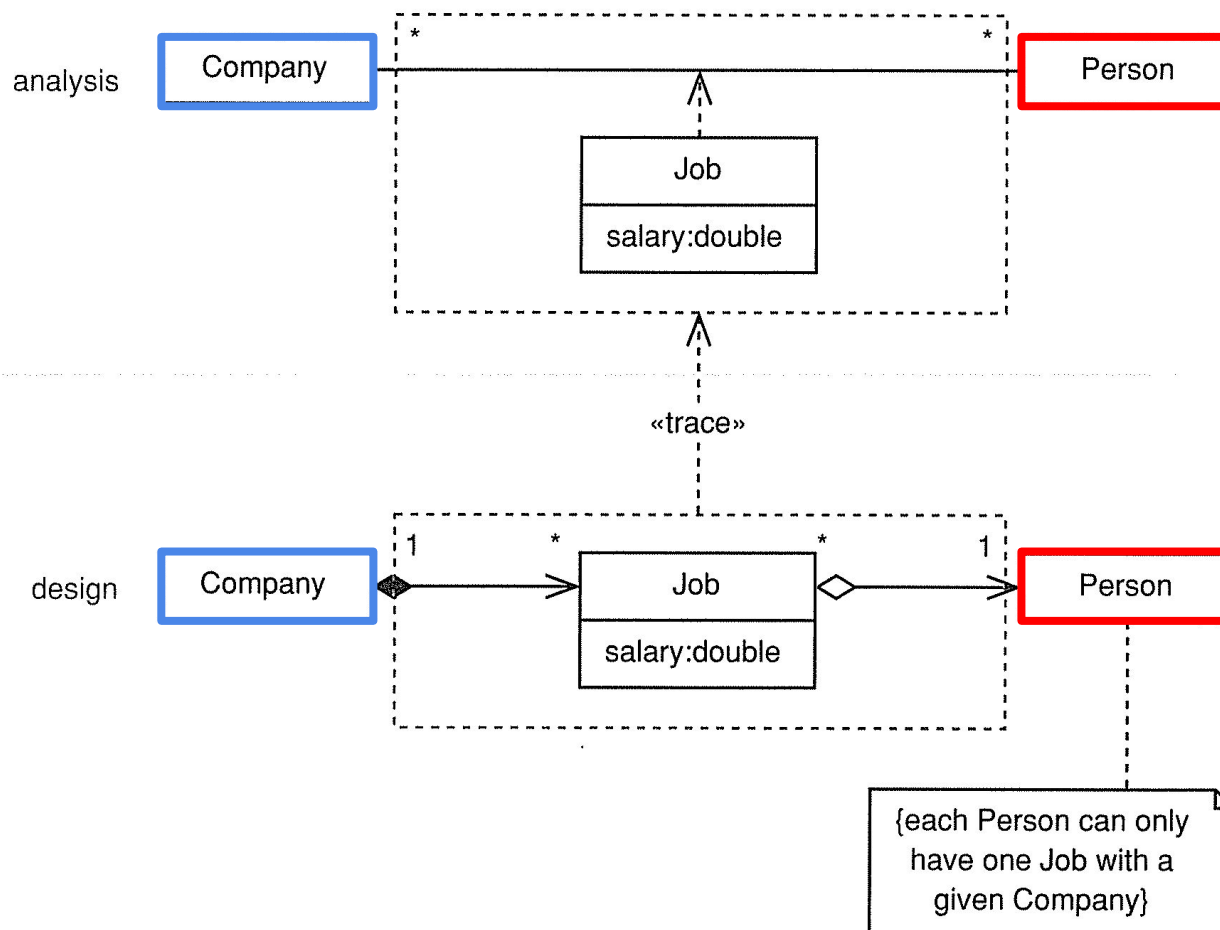 * *
analysis Company Person
Job
salary:double
«trace»
1 * * 1
design Company Job Person
salary:double
{each Person can only
have one Job with a
given Company}